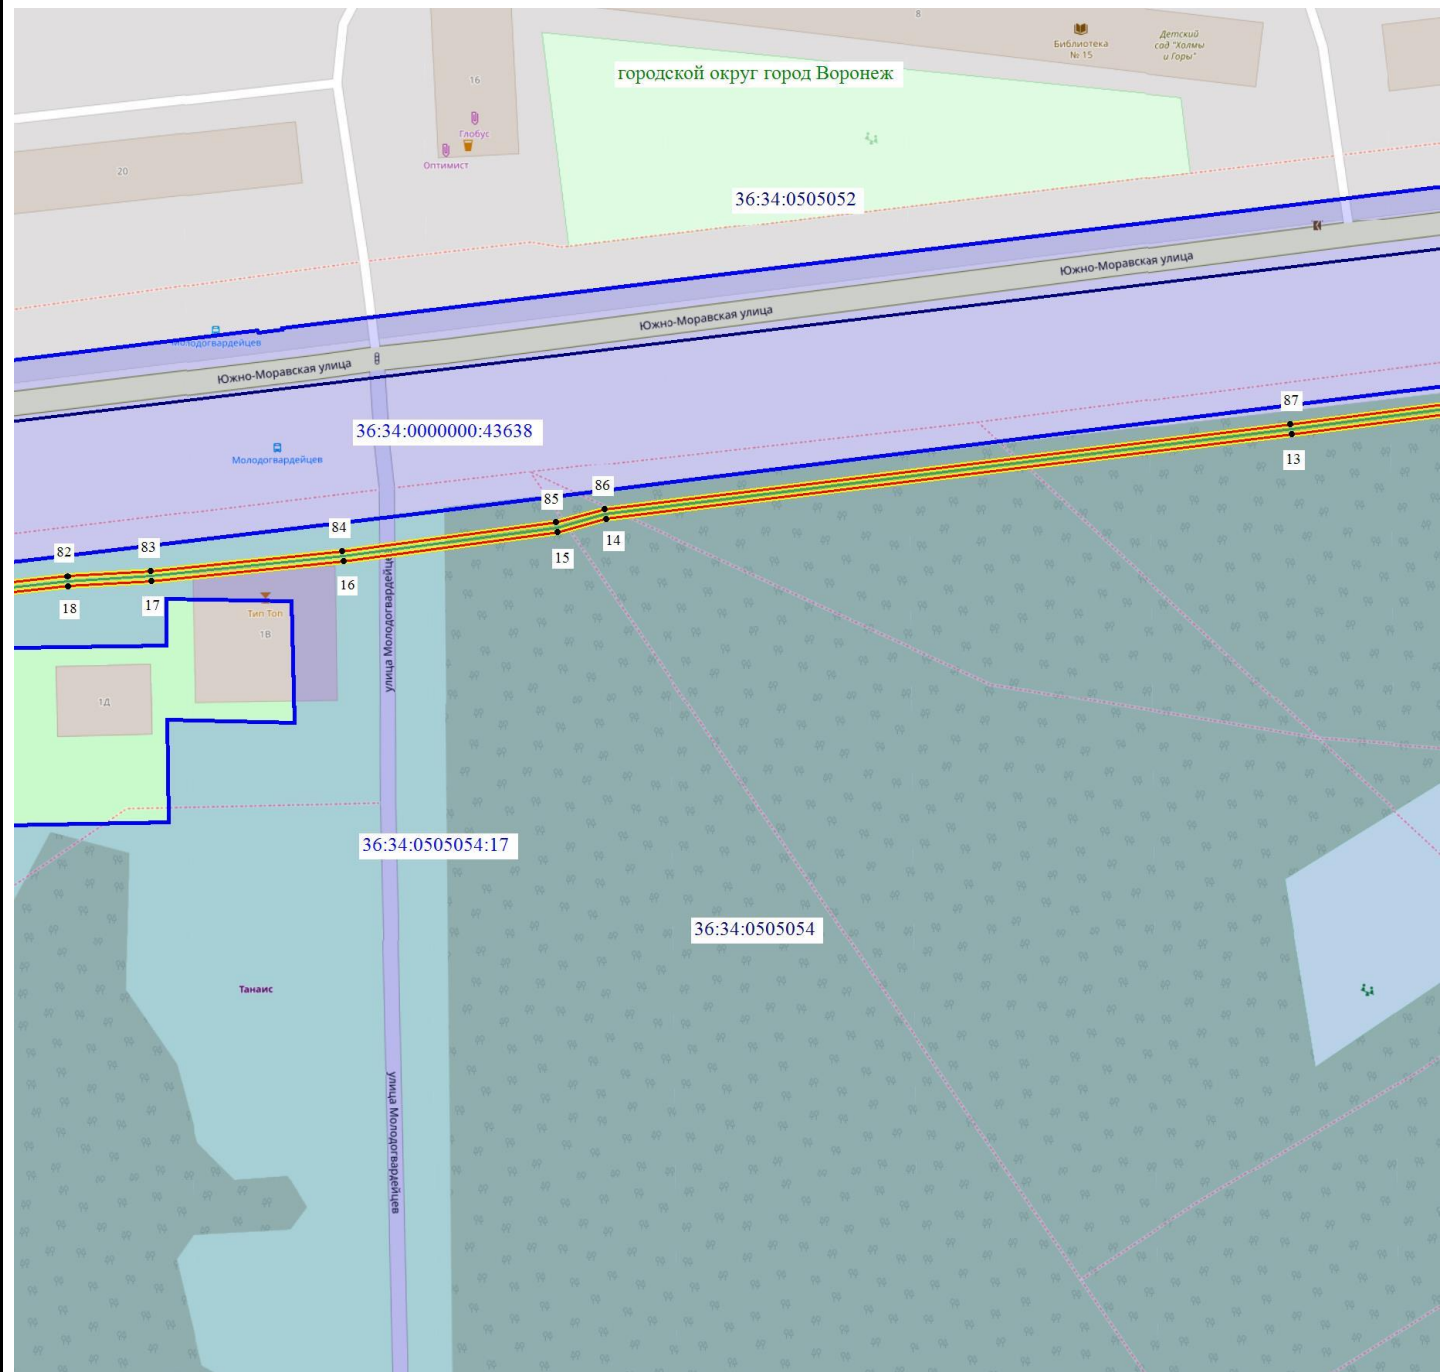 8
Библиотека
№ 15
Детский
сад "Холмы
и Горы"
городской округ город Воронеж
16
Глобус
Оптимист
20
36:34:0505052
Южно-Моравская улица
Южно-Моравская улица
Молодогвардейцев
Южно-Моравская улица
87
36:34:0000000:43638
Молодогвардейцев
13
86
85
84
83
82
14
15
16
17
18
Тип Топ
1В
улица Молодогвардейцев
1Д
36:34:0505054:17
36:34:0505054
Танаис
улица Молодогвардейцев